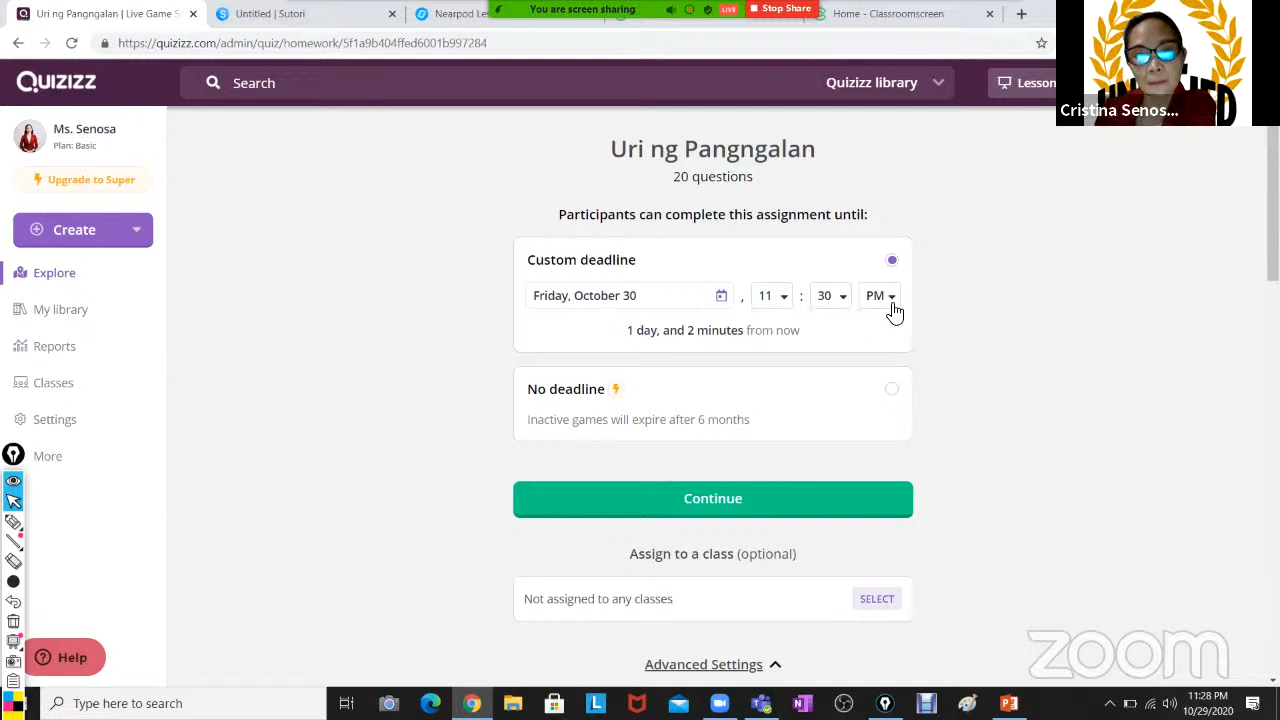 You are screen sharing
LIVE
Stop Share
Uri ng Pangngalan | Live Game S
Untitled | Sutori
Nearpod Les
Home - Classroomscreen
https://quizizz.com/admin/quiz/homework/5f1a9b404ffed6001b997284
Quizizz
Search
Quizizz library
Lesson
Cristina Senos...
Ms. Senosa
Plan: Basic
Upgrade to Super
Create
Explore
My library
Reports
Classes
Settings
More
Help
Uri ng Pangngalan
20 questions
Participants can complete this assignment until:
Custom deadline
Friday, October 30 , 11 : 30 PM
1 day, and 2 minutes from now
No deadline
Inactive games will expire after 6 months
Continue
Assign to a class (optional)
Not assigned to any classes
SELECT
Advanced Settings
zoom
Type here to search
11:28 PM
10/29/2020